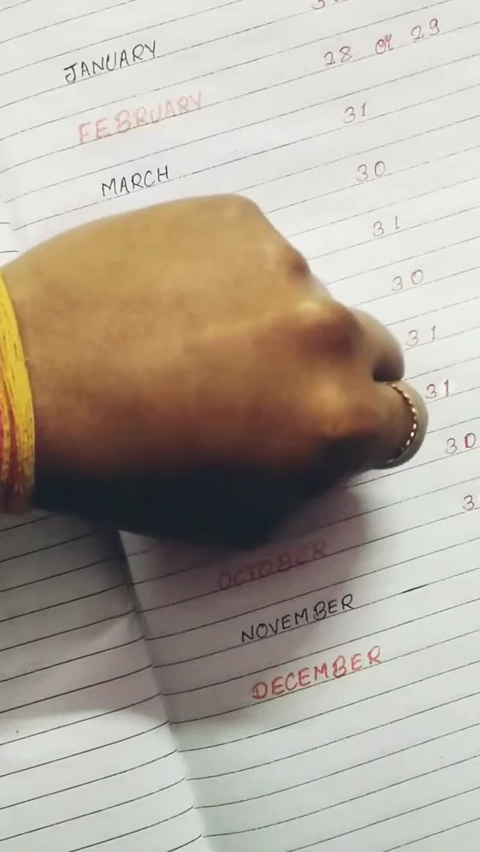 JANUARY
FEBRUARY 28 or 29
MARCH 31
30
31
30
31
31
30
OCTOBER
NOVEMBER
DECEMBER